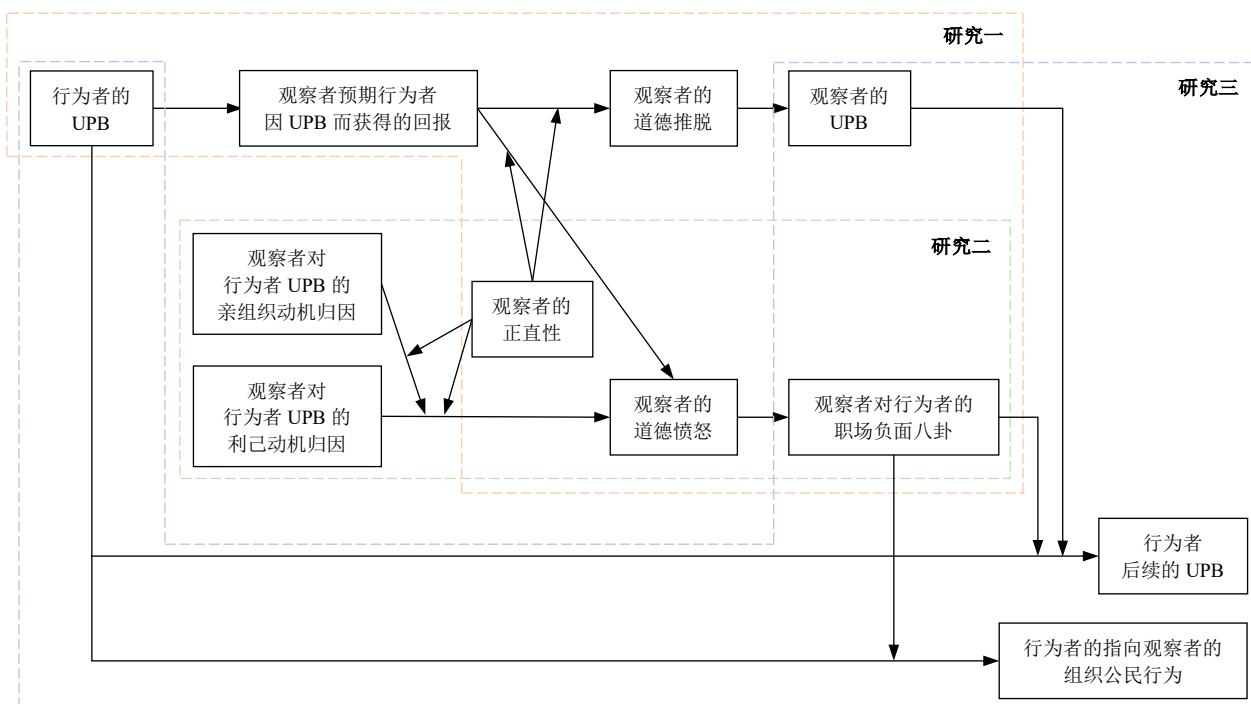 研究一
研究三
行为者的
UPB
观察者预期行为者
因 UPB 而获得的回报
观察者的
道德推脱
观察者的
UPB
研究二
观察者对
行为者 UPB 的
亲组织动机归因
观察者的
正直性
观察者对
行为者 UPB 的
利己动机归因
观察者的
道德愤怒
观察者对行为者的
职场负面八卦
行为者
后续的 UPB
行为者的指向观察者的
组织公民行为